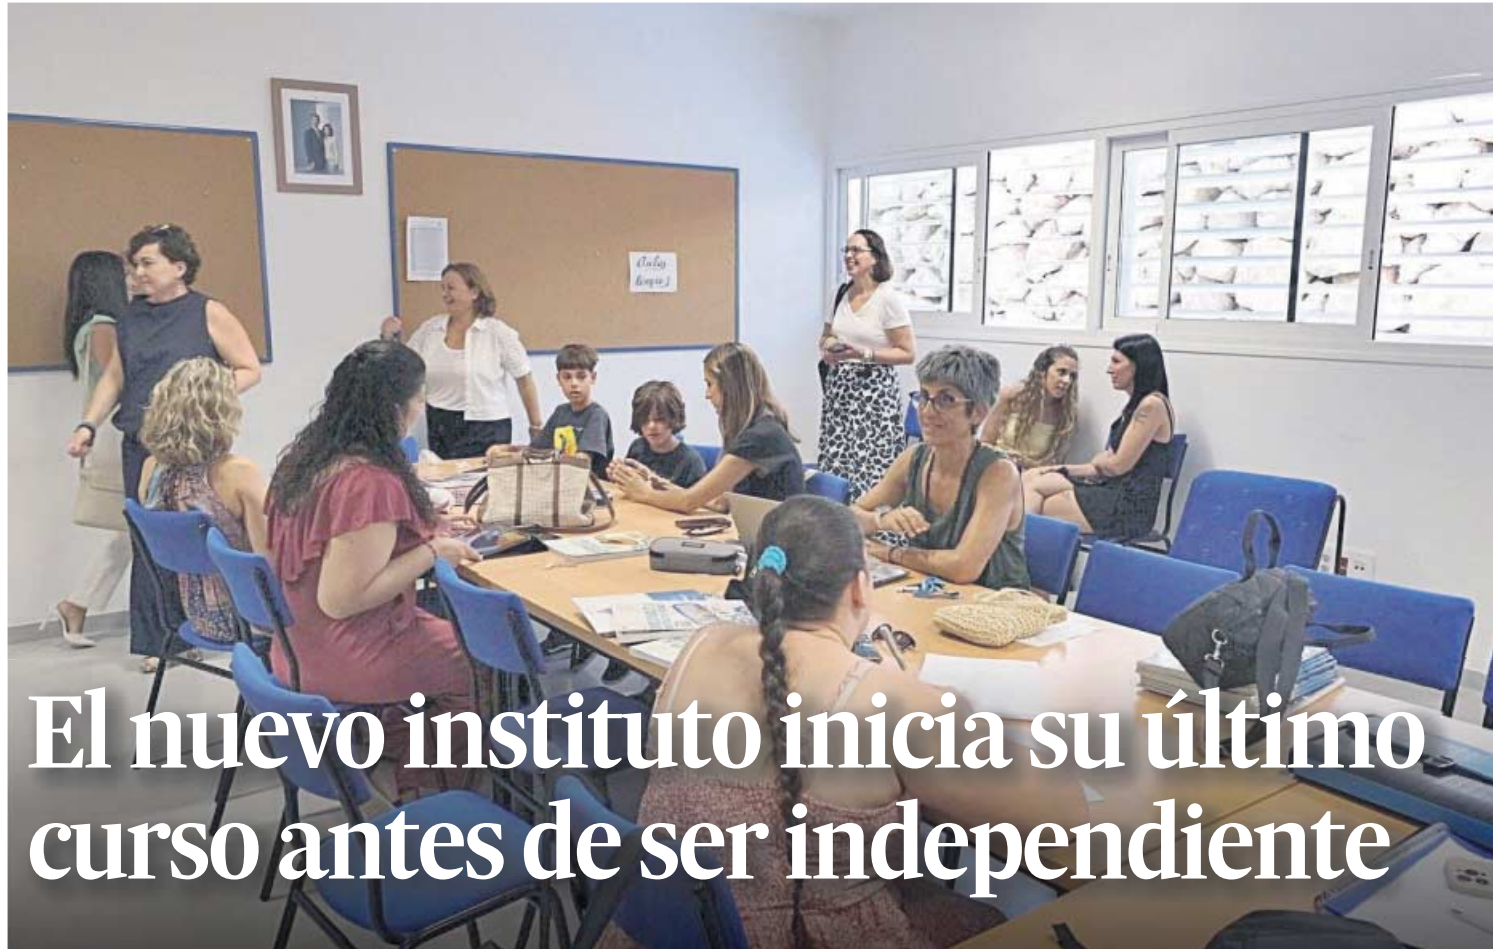 El nuevo instituto inicia su último
curso antes de ser independiente